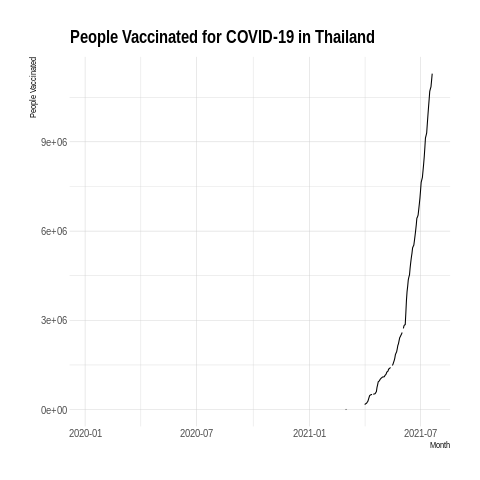 People Vaccinated for COVID-19 in Thailand
People Vaccinated
9e+06
6e+06
3e+06
0e+00
2020-01 2020-07 2021-01 2021-07
Month